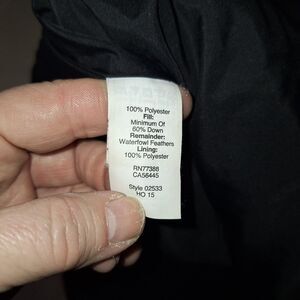 100% Polyester
Fill:
Minimum Of
60% Down
Remainder:
Waterfowl Feathers
Lining:
100% Polyester
RN77388
CA56445
Style 02533
HO 15